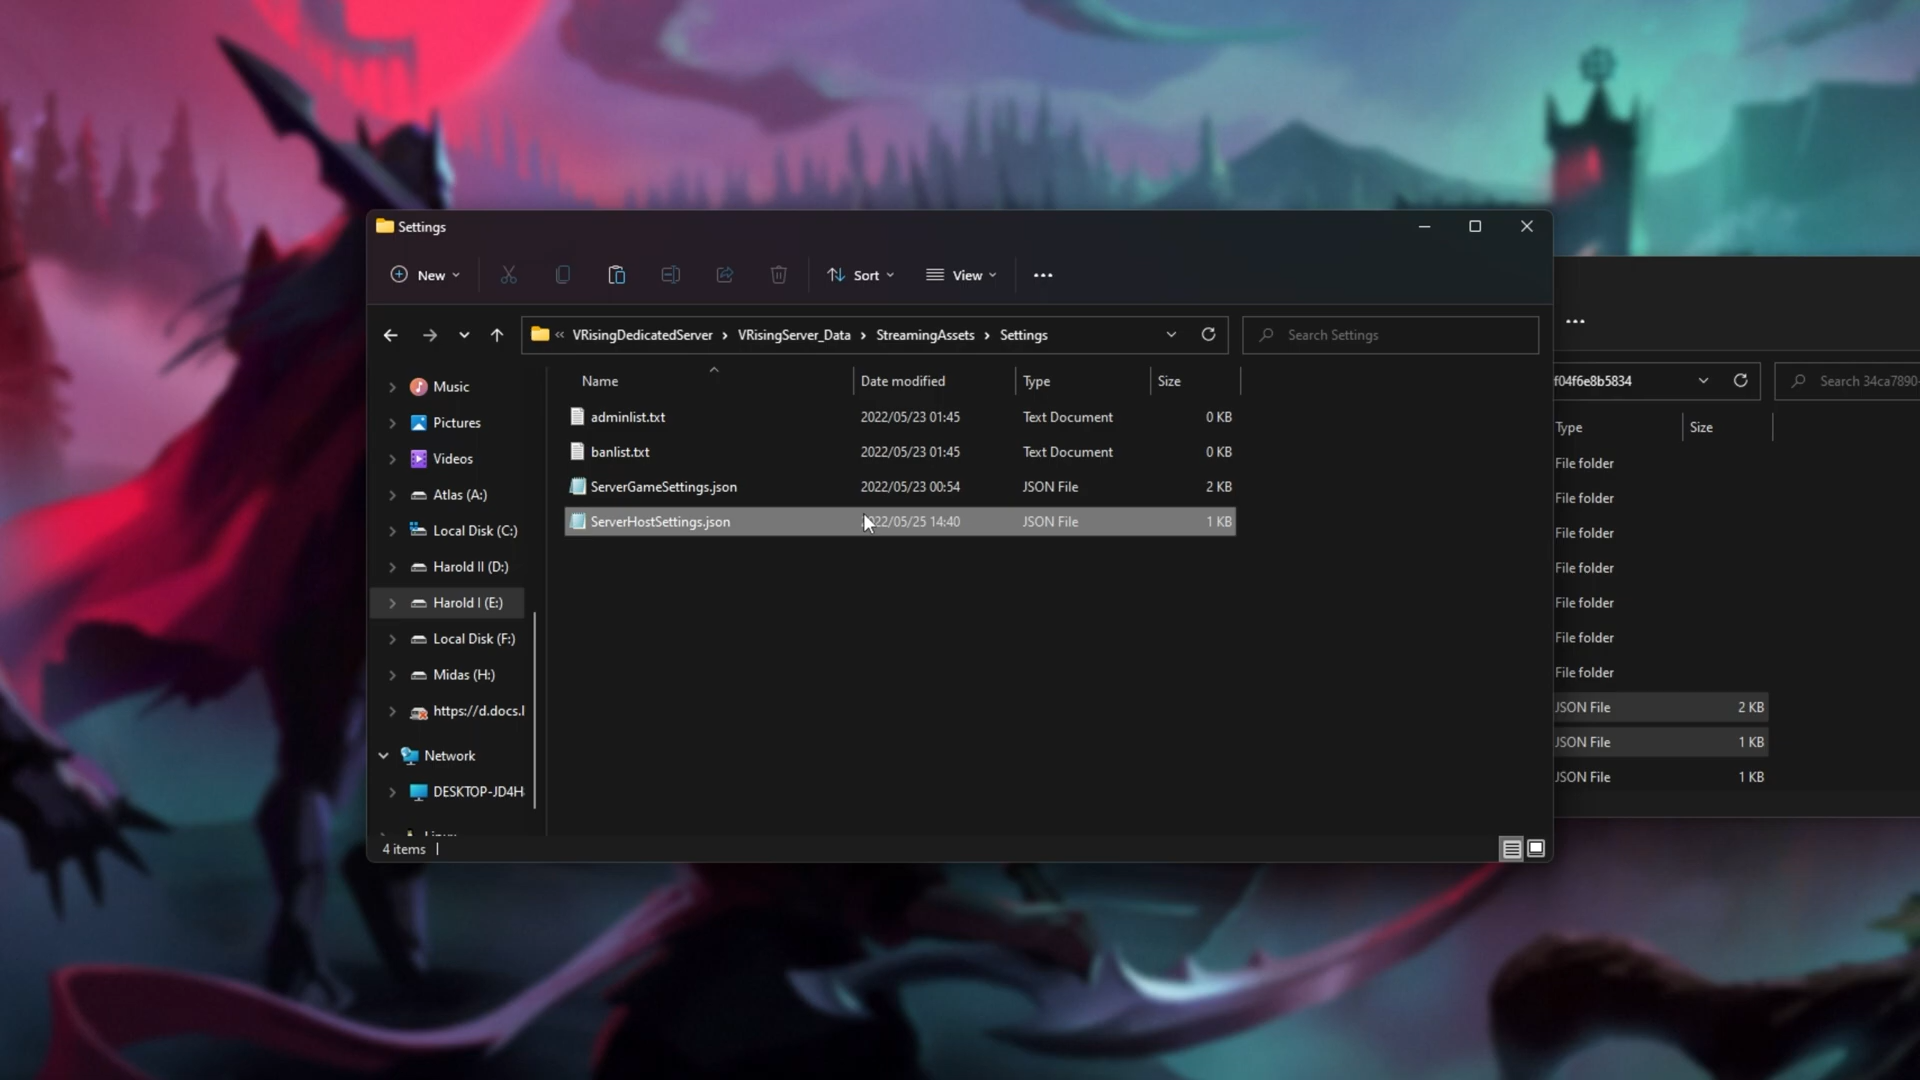 Settings
New
Sort
View
VRisingDedicatedServer
VRisingServer_Data
StreamingAssets
Settings
Search Settings
f04f6e8b5834
Search 34ca7890-
Name
Date modified
Type
Size
Type
Size
Music
Pictures
Videos
Atlas (A:)
Local Disk (C:)
Harold II (D:)
Harold I (E:)
Local Disk (F:)
Midas (H:)
https://d.docs.l
Network
DESKTOP-JD4H
adminlist.txt 2022/05/23 01:45 Text Document 0 KB
banlist.txt 2022/05/23 01:45 Text Document 0 KB
ServerGameSettings.json 2022/05/23 00:54 JSON File 2 KB
ServerHostSettings.json 22/05/25 14:40 JSON File 1 KB
File folder
File folder
File folder
File folder
File folder
File folder
File folder
JSON File 2 KB
JSON File 1 KB
JSON File 1 KB
4 items